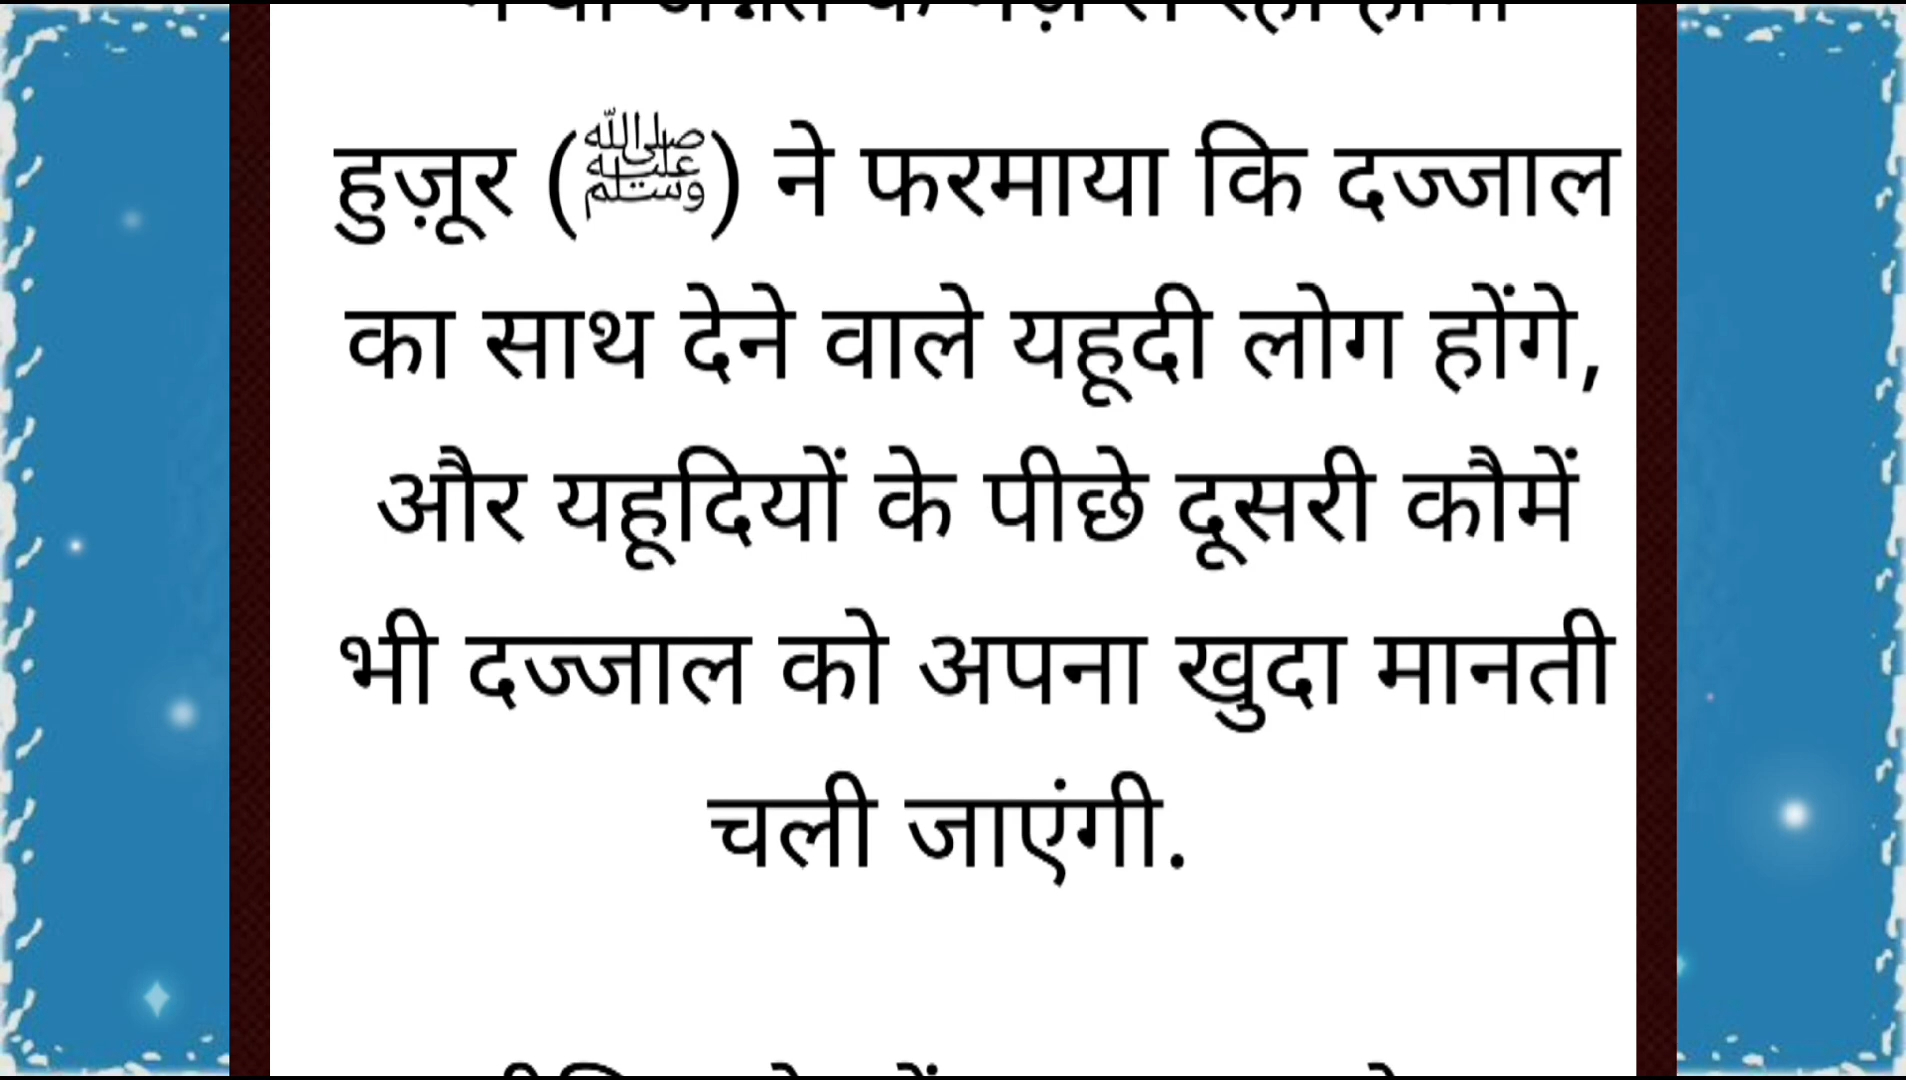 हुज़ूर (ﷺ) ने फरमाया कि दज्जाल
का साथ देने वाले यहूदी लोग होंगे,
और यहूदियों के पीछे दूसरी कौमें
भी दज्जाल को अपना खुदा मानती
चली जाएंगी.